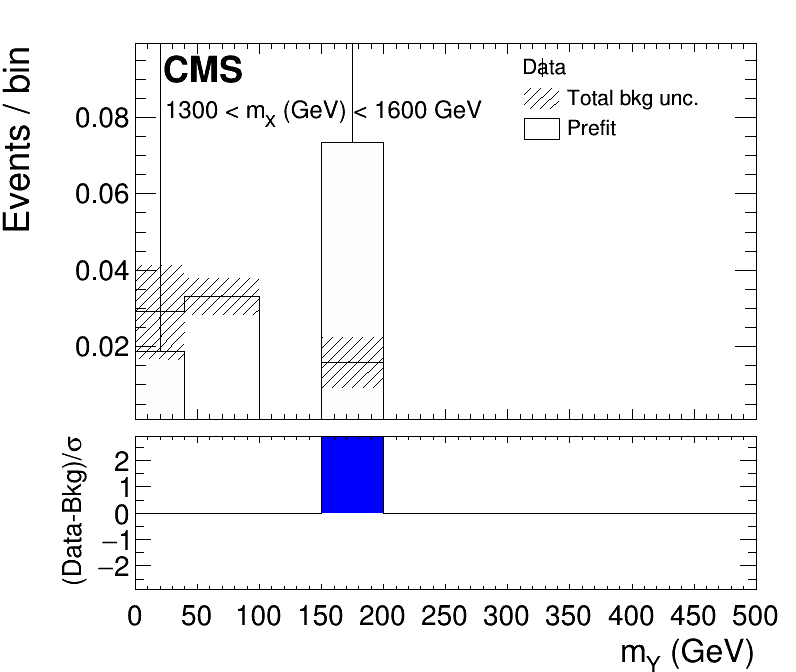 CMS
1300 < mX (GeV) < 1600 GeV
Data
Total bkg unc.
Prefit
Events / bin
0.08
0.06
0.04
0.02
(Data-Bkg)/σ
2
1
0
−1
−2
0 50 100 150 200 250 300 350 400 450 500
mY (GeV)